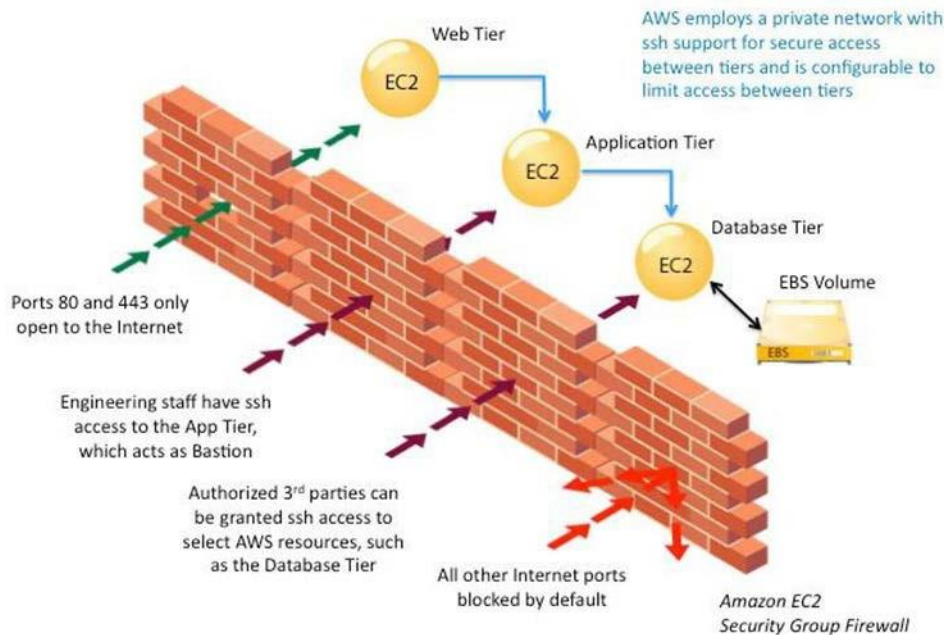 Web Tier
AWS employs a private network with
ssh support for secure access
between tiers and is configurable to
limit access between tiers
EC2
Application Tier
EC2
Database Tier
EC2
EBS Volume
EBS
Ports 80 and 443 only
open to the Internet
Engineering staff have ssh
access to the App Tier,
which acts as Bastion
Authorized 3rd parties can
be granted ssh access to
select AWS resources, such
as the Database Tier
All other Internet ports
blocked by default
Amazon EC2
Security Group Firewall